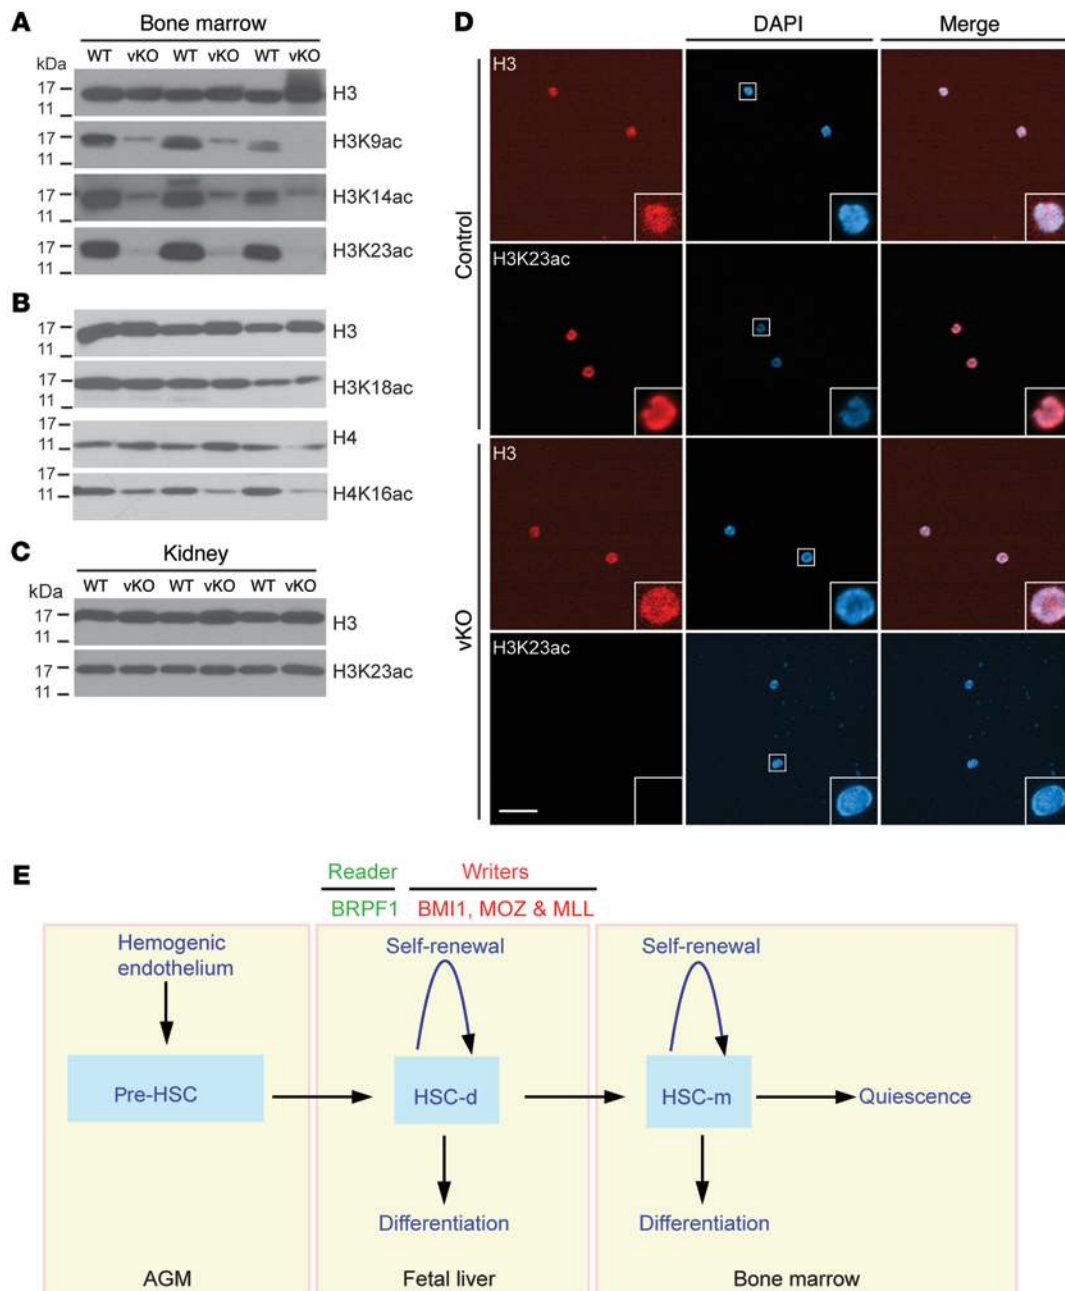 A
Bone marrow
WT vKO WT vKO WT vKO
kDa
17
11
H3
H3K9ac
11
17
11
H3K14ac
17
11
H3K23ac
B
17
11
H3
17
11
H3K18ac
17
11
H4
17
11
H4K16ac
C
Kidney
WT vKO WT vKO WT vKO
kDa
17
11
H3
17
11
H3K23ac
D
DAPI
Merge
Control
H3
H3K23ac
vKO
H3
H3K23ac
E
Reader
Writers
BRPF1
BMI1, MOZ & MLL
Hemogenic
endothelium
Pre-HSC
AGM
Self-renewal
HSC-d
Differentiation
Fetal liver
Self-renewal
HSC-m
Quiescence
Differentiation
Bone marrow